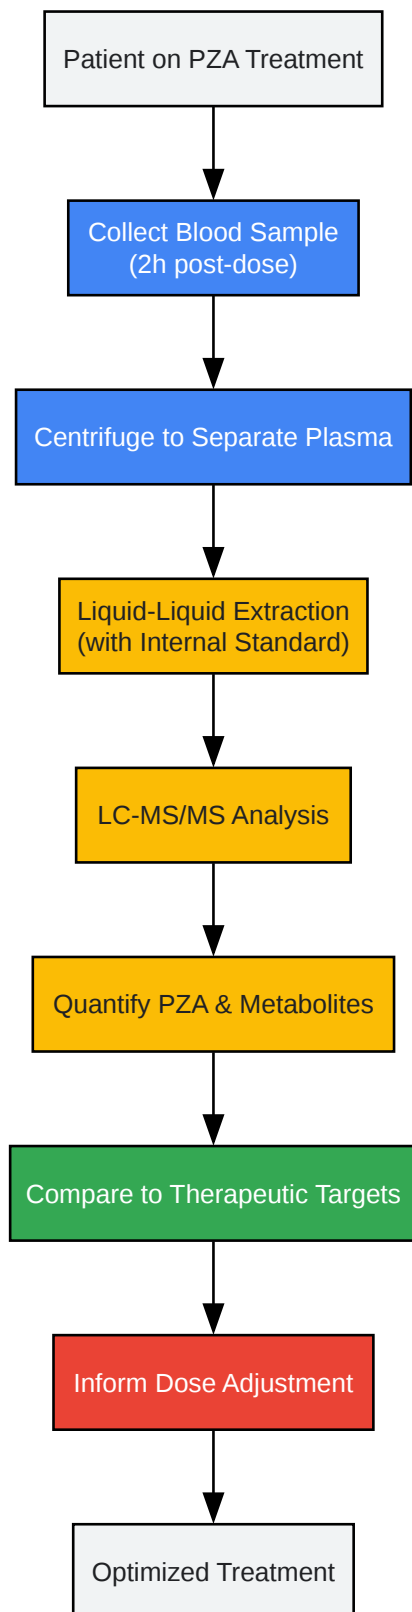 Patient on PZA Treatment
Collect Blood Sample
(2h post-dose)
Centrifuge to Separate Plasma
Liquid-Liquid Extraction
(with Internal Standard)
LC-MS/MS Analysis
Quantify PZA & Metabolites
Compare to Therapeutic Targets
Inform Dose Adjustment
Optimized Treatment